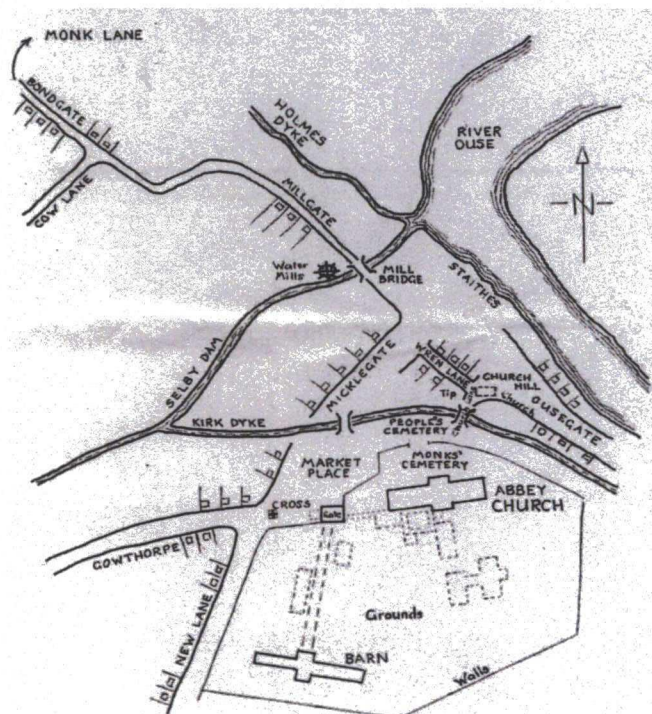 MONK LANE
BONDGATE
COW LANE
HOLMES
DYKE
RIVER
OUSE
N
MILLGATE
Water
Mills
MILL
BRIDGE
STAITHES
SELBY DAM
MICKLEGATE
WREN LANE
CHURCH
HILL
Tip
Church
OUSEGATE
KIRK DYKE
PEOPLE'S
CEMETERY
MONKS'
CEMETERY
MARKET
PLACE
CROSS
Gate
ABBEY
CHURCH
GOWTHORPE
NEW LANE
Grounds
BARN
Walls